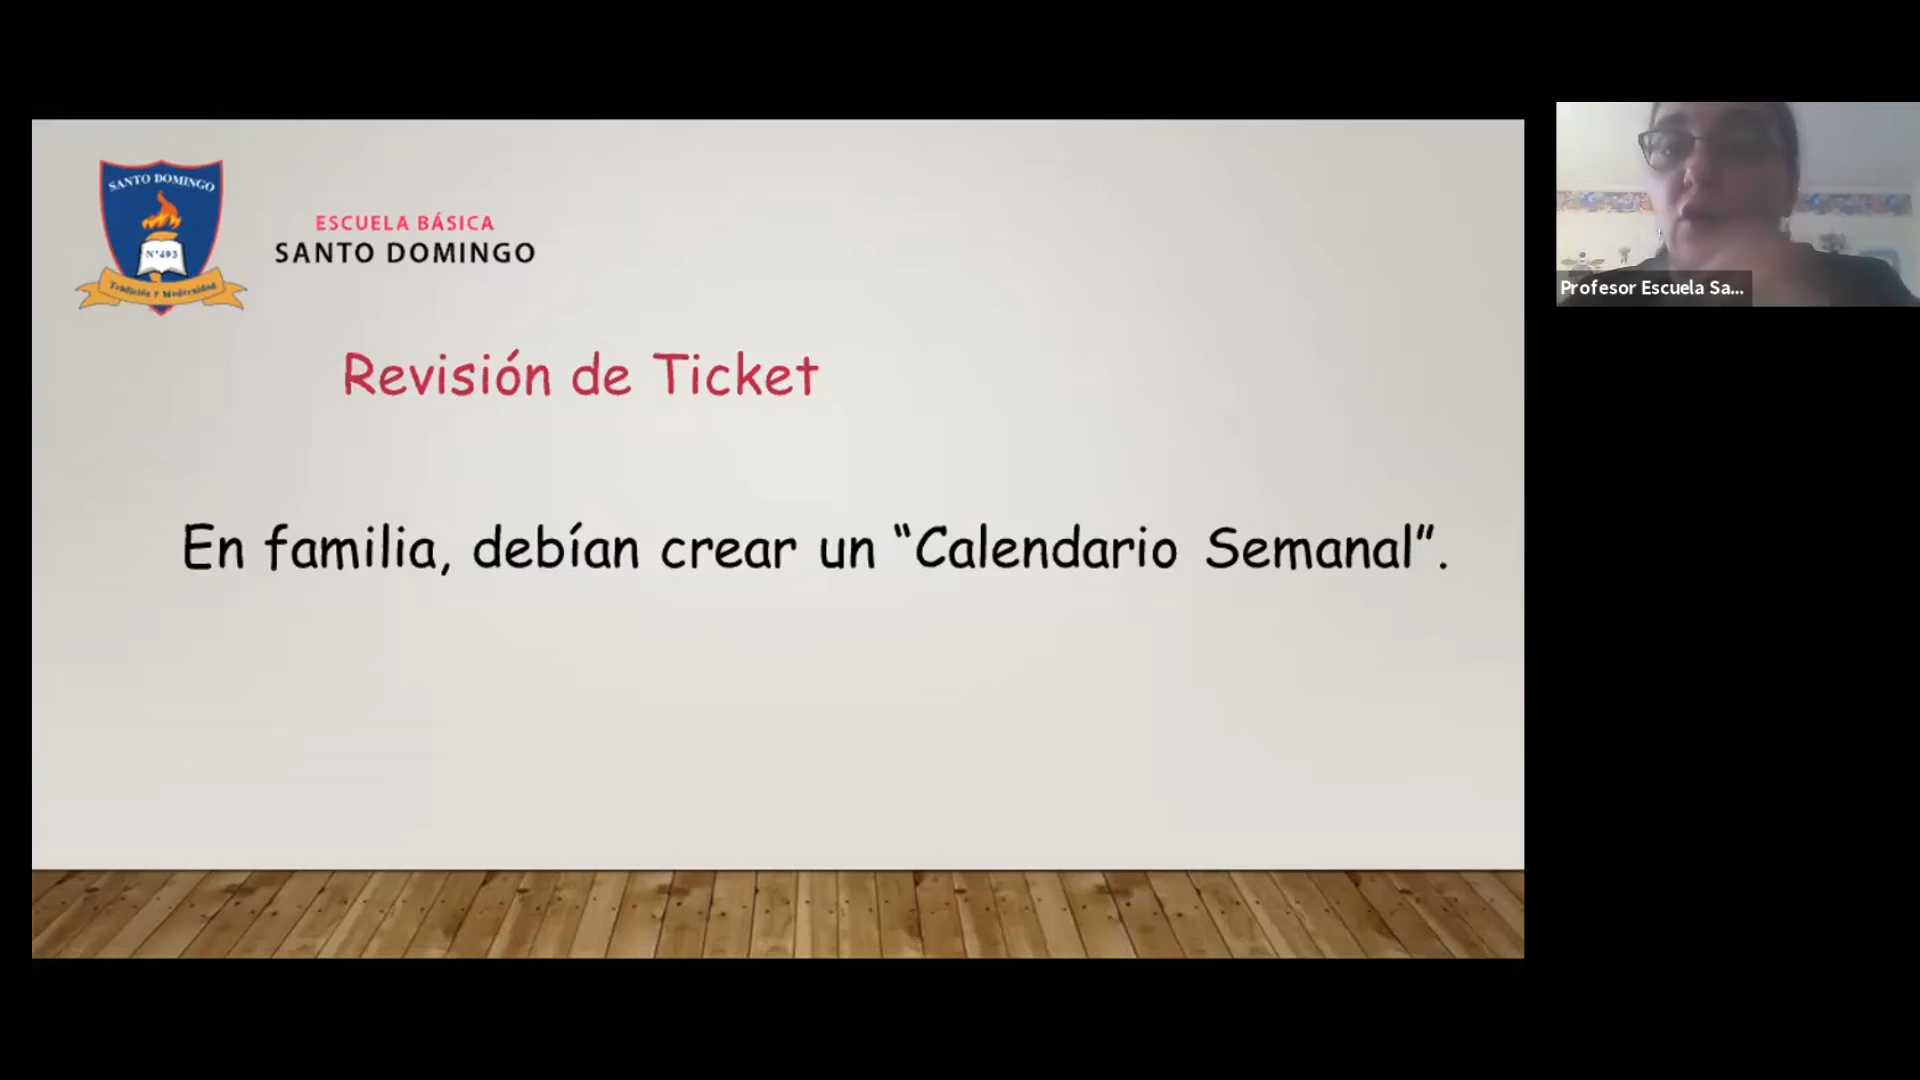 SANTO DOMINGO
N°493
Tradición y Modernidad
ESCUELA BÁSICA
SANTO DOMINGO
Revisión de Ticket
En familia, debían crear un “Calendario Semanal”.
Profesor Escuela Sa...